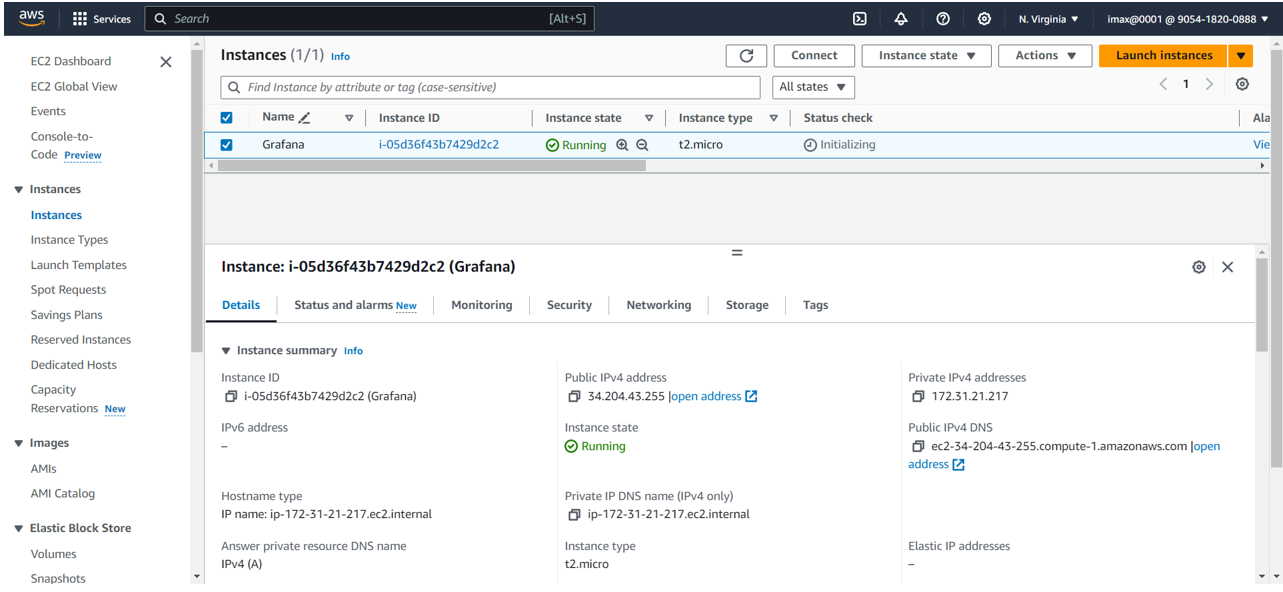 aws
Services
Search [Alt+S]
N. Virginia
imax@0001 @ 9054-1820-0888
EC2 Dashboard
EC2 Global View
Events
Console-to-
Code Preview
Instances
Instances
Instance Types
Launch Templates
Spot Requests
Savings Plans
Reserved Instances
Dedicated Hosts
Capacity
Reservations New
Images
AMIs
AMI Catalog
Elastic Block Store
Volumes
Snapshots
Instances (1/1) Info
Connect
Instance state
Actions
Launch instances
Find Instance by attribute or tag (case-sensitive)
All states
1
Name Instance ID Instance state Instance type Status check Ala
Grafana i-05d36f43b7429d2c2 Running t2.micro Initializing Vie
Instance: i-05d36f43b7429d2c2 (Grafana)
Details Status and alarms New Monitoring Security Networking Storage Tags
Instance summary Info
Instance ID
i-05d36f43b7429d2c2 (Grafana)
Public IPv4 address
34.204.43.255 |open address
Private IPv4 addresses
172.31.21.217
IPv6 address
–
Instance state
Running
Public IPv4 DNS
ec2-34-204-43-255.compute-1.amazonaws.com |open
address
Hostname type
IP name: ip-172-31-21-217.ec2.internal
Private IP DNS name (IPv4 only)
ip-172-31-21-217.ec2.internal
Answer private resource DNS name
IPv4 (A)
Instance type
t2.micro
Elastic IP addresses
–